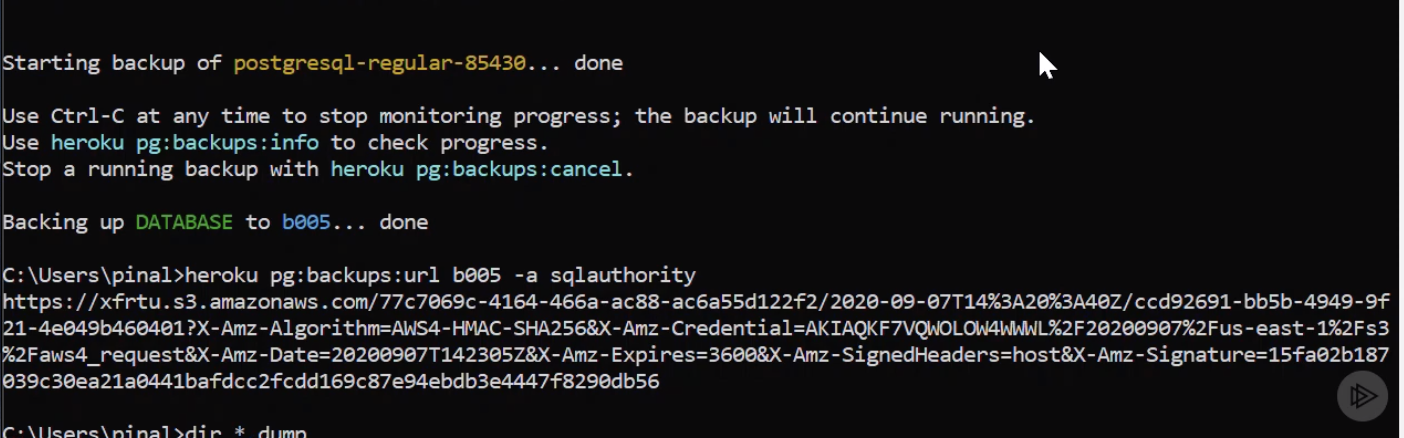 Starting backup of postgresql-regular-85430... done
Use Ctrl-C at any time to stop monitoring progress; the backup will continue running.
Use heroku pg:backups:info to check progress.
Stop a running backup with heroku pg:backups:cancel.
Backing up DATABASE to b005... done
C:\Users\pinal>heroku pg:backups:url b005 -a sqlauthority
https://xfrtu.s3.amazonaws.com/77c7069c-4164-466a-ac88-ac6a55d122f2/2020-09-07T14%3A20%3A40Z/ccd92691-bb5b-4949-9f
21-4e049b460401?X-Amz-Algorithm=AWS4-HMAC-SHA256&X-Amz-Credential=AKIAQKF7VQWOLOW4WWWL%2F20200907%2Fus-east-1%2Fs3
%2Faws4_request&X-Amz-Date=20200907T142305Z&X-Amz-Expires=3600&X-Amz-SignedHeaders=host&X-Amz-Signature=15fa02b187
039c30ea21a0441bafdcc2fcdd169c87e94ebdb3e4447f8290db56
C:\Users\pinal>dir *.dump